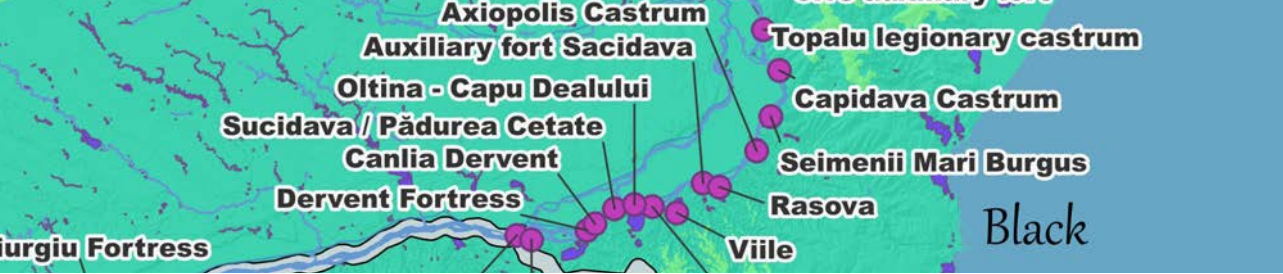 Axiopolis Castrum
Topalu legionary castrum
Auxiliary fort Sacidava
Oltina - Capu Dealului
Capidava Castrum
Sucidava / Pădurea Cetate
Canlia Dervent
Seimenii Mari Burgus
Dervent Fortress
Rasova
Black
Fortress
Viile